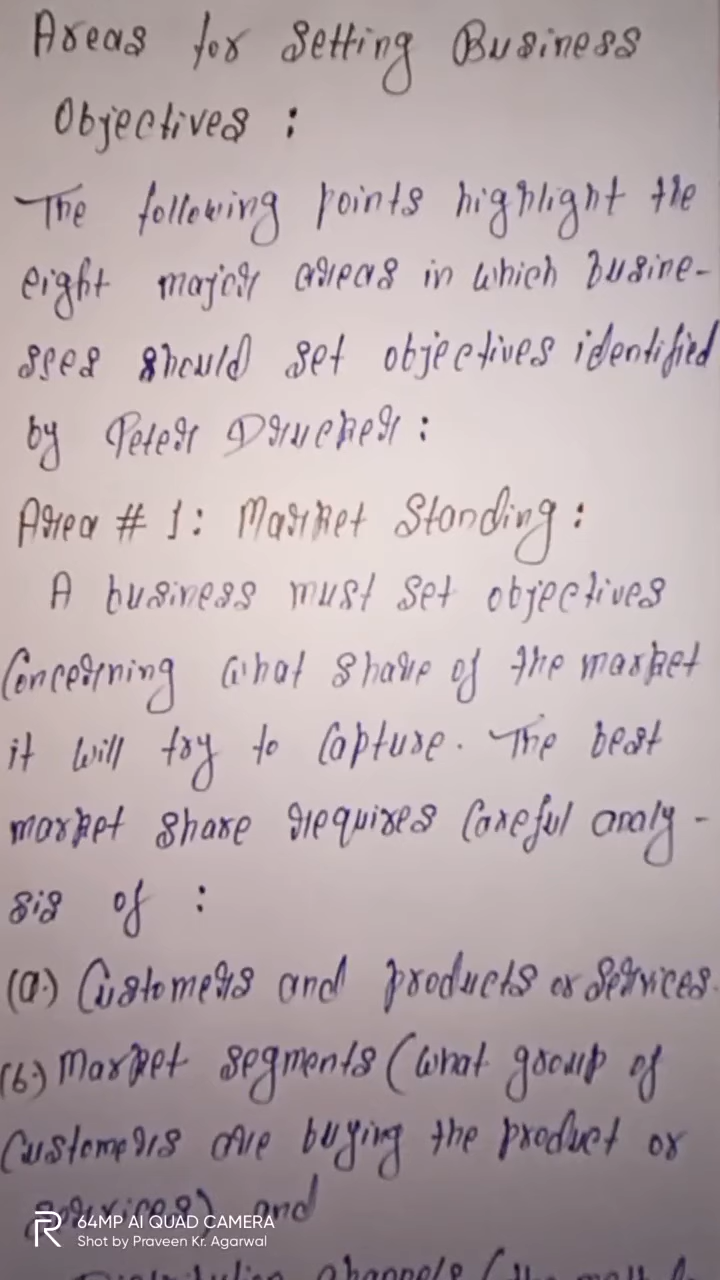 Areas for Setting Business
Objectives :
The following points highlight the
eight major areas in which busine-
sses should set objectives identified
by Peter Drucker :
Area # 1: Market Standing :
A business must set objectives
Concerning what share of the market
it will try to Capture. The best
market share requires Careful analy-
sis of :
(a.) Customers and products or Services.
(b.) Market segments (what group of
Customers are buying the product or
services) and
channels (
64MP AI QUAD CAMERA
Shot by Praveen Kr. Agarwal